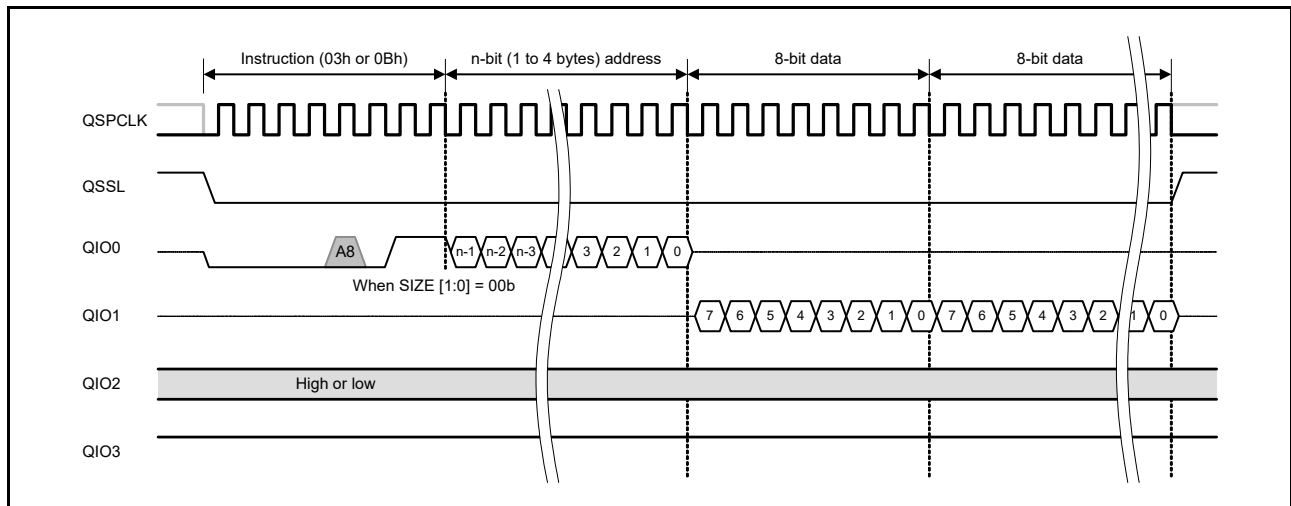 Instruction (03h or 0Bh) n-bit (1 to 4 bytes) address 8-bit data 8-bit data
QSPCLK
QSSL
QIO0 A8 n-1 n-2 n-3 3 2 1 0
When SIZE [1:0] = 00b
QIO1 7 6 5 4 3 2 1 0 7 6 5 4 3 2 1 0
QIO2 High or low
QIO3